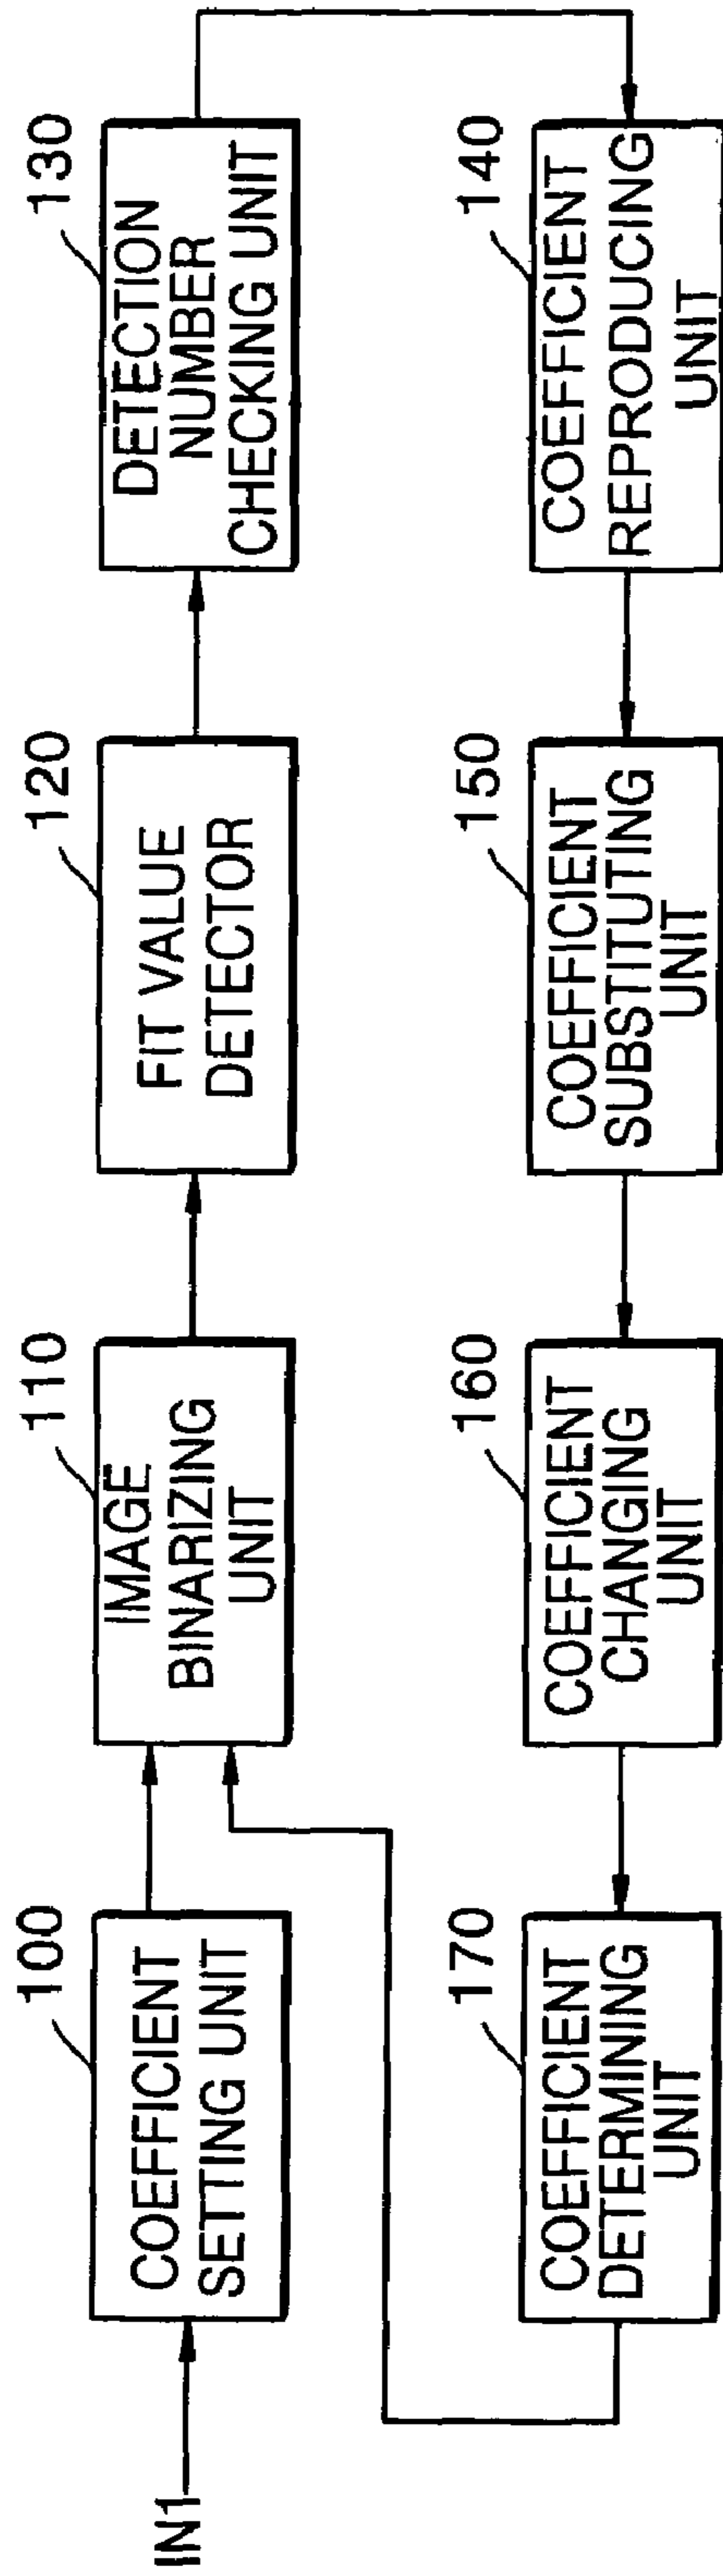 IN1
100
COEFFICIENT
SETTING UNIT
110
IMAGE
BINARIZING
UNIT
120
FIT VALUE
DETECTOR
130
DETECTION
NUMBER
CHECKING UNIT
170
COEFFICIENT
DETERMINING
UNIT
160
COEFFICIENT
CHANGING
UNIT
150
COEFFICIENT
SUBSTITUTING
UNIT
140
COEFFICIENT
REPRODUCING
UNIT